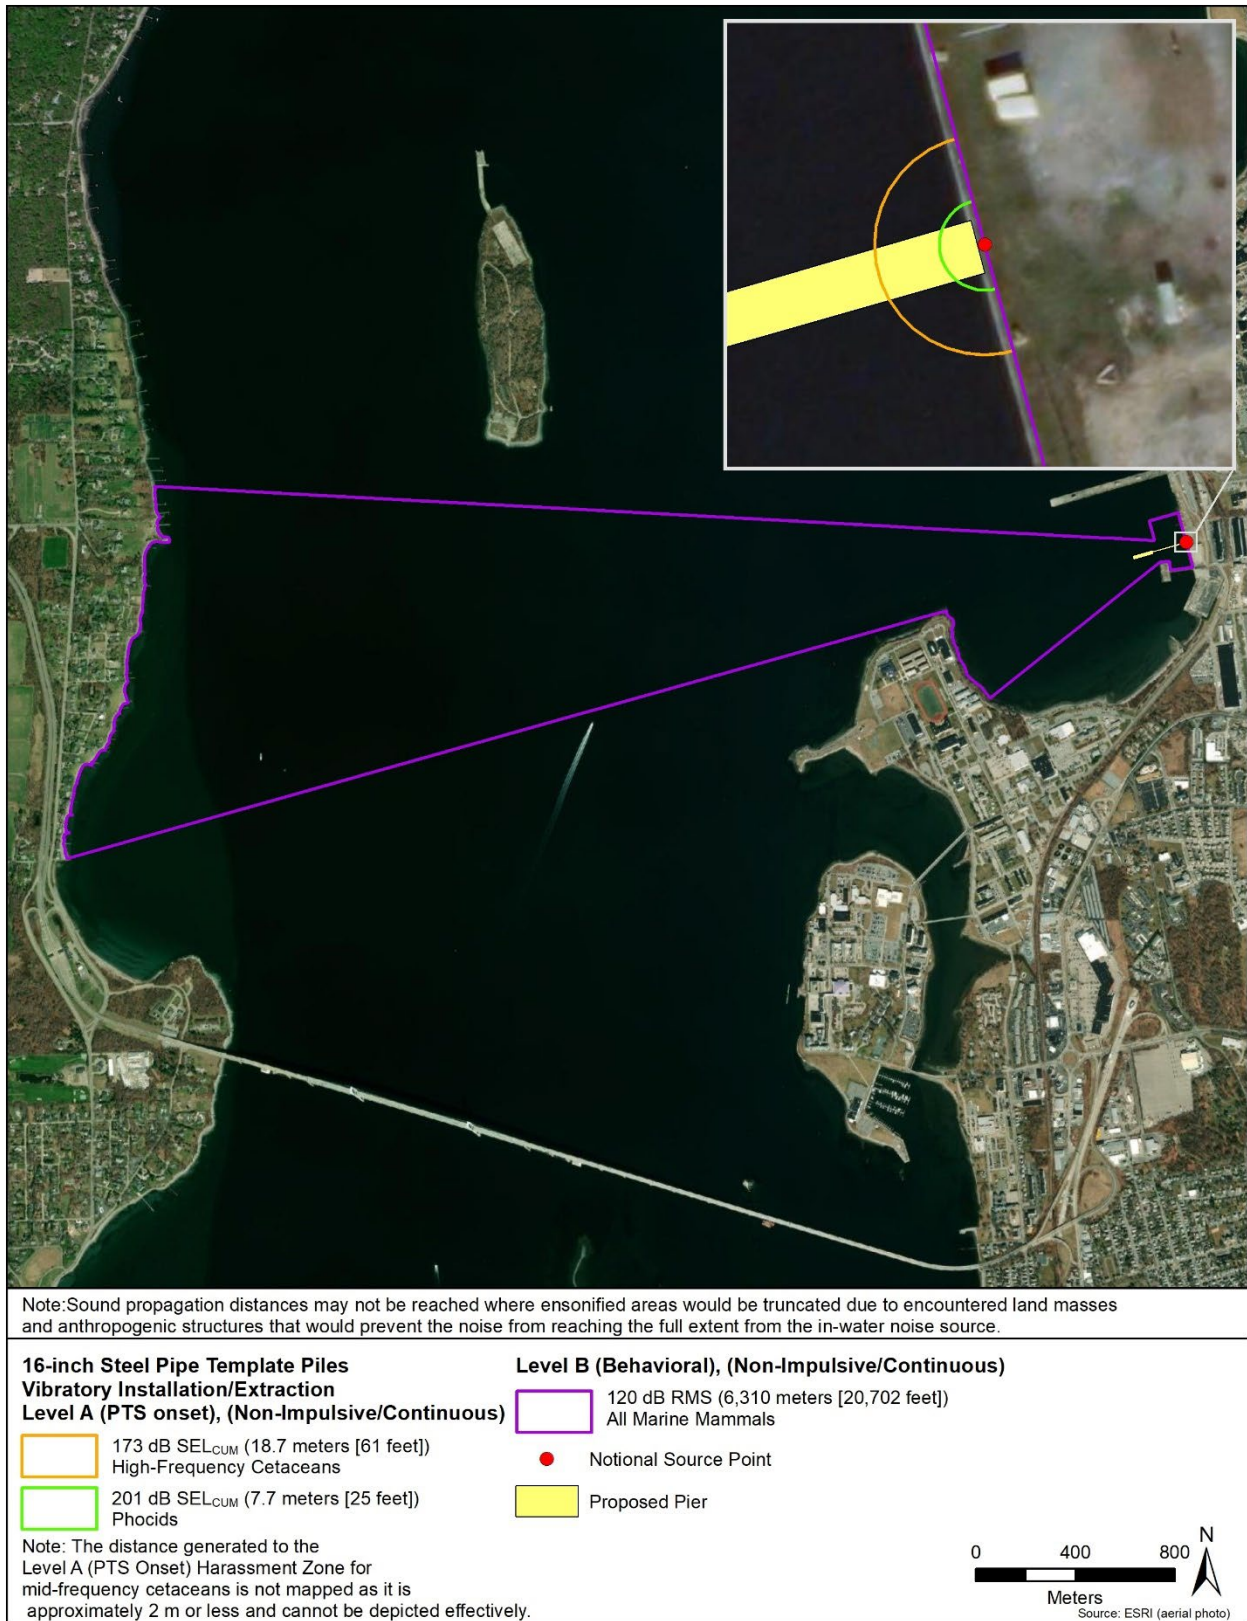 Note:Sound propagation distances may not be reached where ensonified areas would be truncated due to encountered land masses
and anthropogenic structures that would prevent the noise from reaching the full extent from the in-water noise source.
16-inch Steel Pipe Template Piles
Vibratory Installation/Extraction
Level A (PTS onset), (Non-Impulsive/Continuous)
173 dB SELCUM (18.7 meters [61 feet])
High-Frequency Cetaceans
201 dB SELCUM (7.7 meters [25 feet])
Phocids
Note: The distance generated to the
Level A (PTS Onset) Harassment Zone for
mid-frequency cetaceans is not mapped as it is
approximately 2 m or less and cannot be depicted effectively.
Level B (Behavioral), (Non-Impulsive/Continuous)
120 dB RMS (6,310 meters [20,702 feet])
All Marine Mammals
Notional Source Point
Proposed Pier
0 400 800
Meters
N
Source: ESRI (aerial photo)